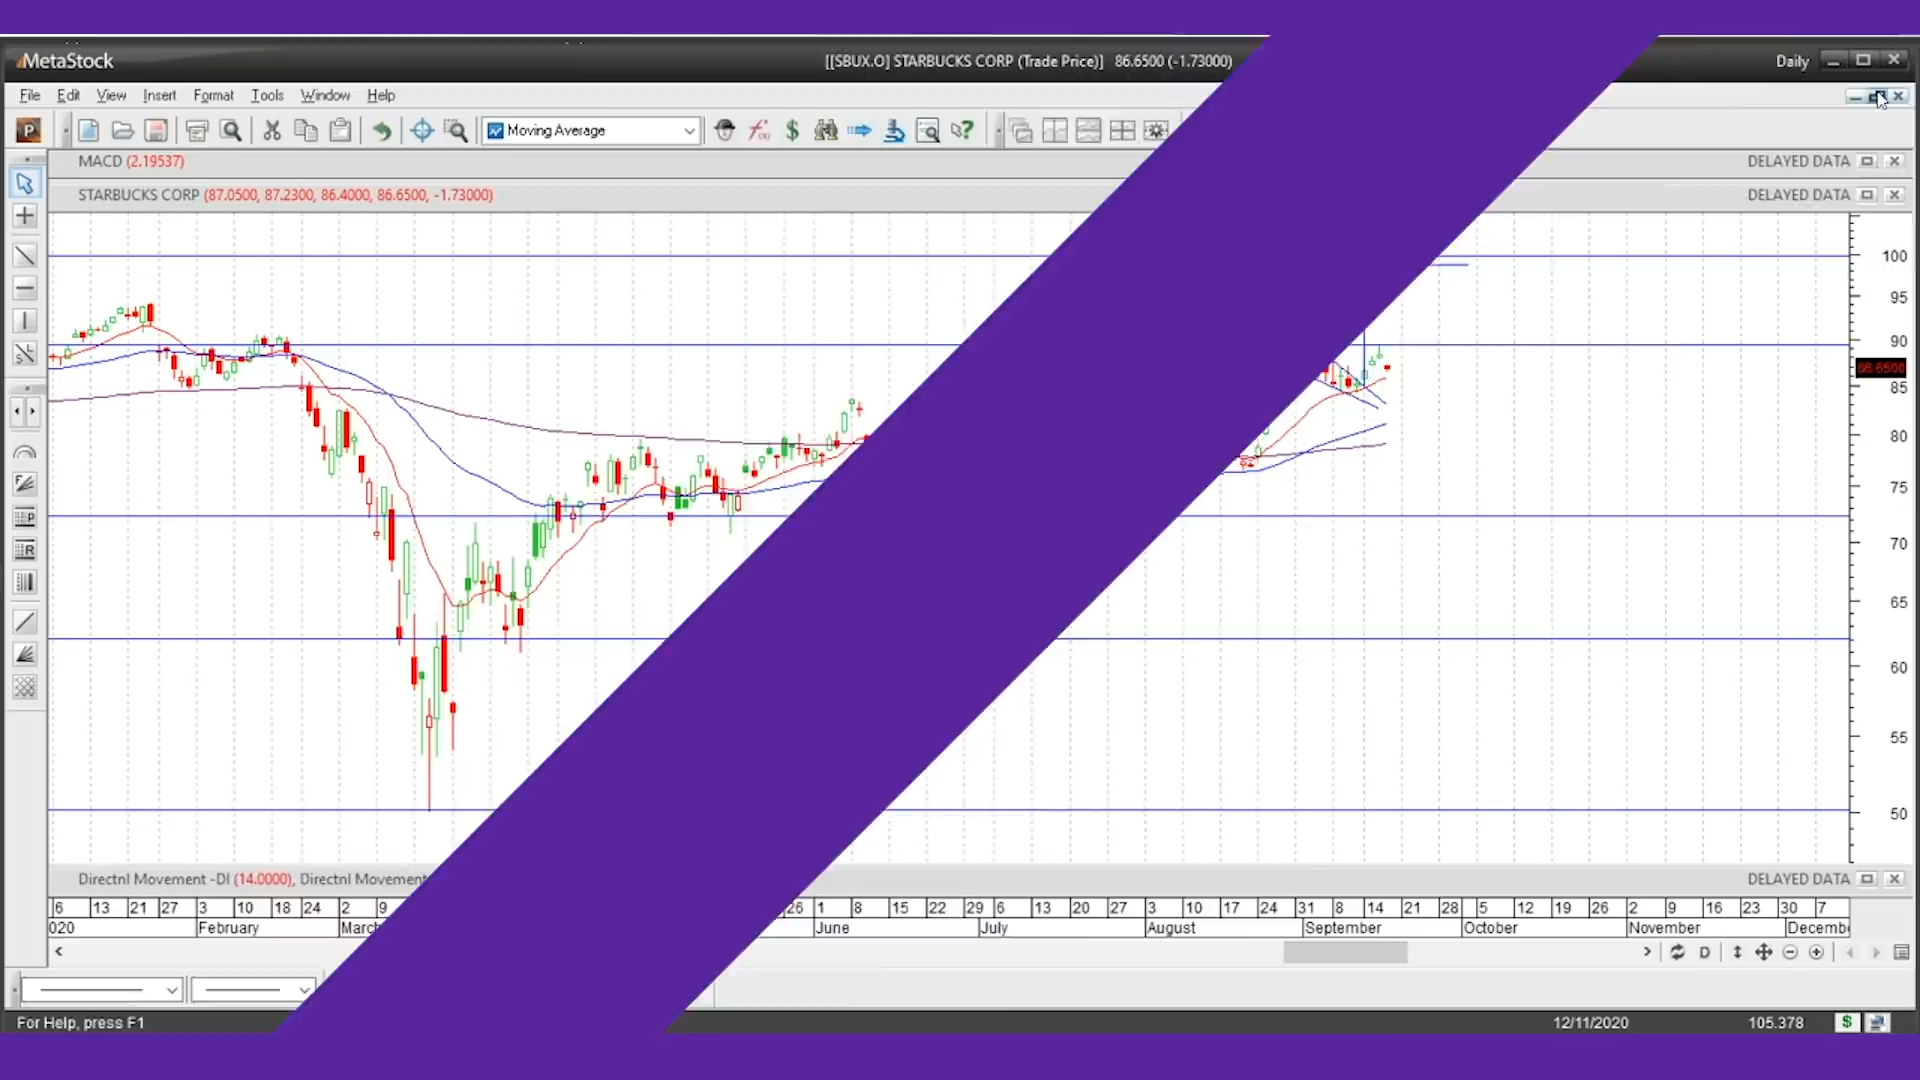 MetaStock
[[SBUX.O] STARBUCKS CORP (Trade Price)] 86.6500 (-1.73000)
Daily
File Edit View Insert Format Tools Window Help
P Moving Average
MACD (2.19537) DELAYED DATA
STARBUCKS CORP (87.0500, 87.2300, 86.4000, 86.6500, -1.73000) DELAYED DATA
100
95
90
86.6500
85
80
75
70
65
60
55
50
Directnl Movement -DI (14.0000), Directnl Movement DELAYED DATA
6 13 21 27 3 10 18 24 2 9 26 1 8 15 22 29 6 13 20 27 3 10 17 24 31 8 14 21 28 5 12 19 26 2 9 16 23 30 7
020 February March June July August September October November Decemb
D
For Help, press F1 12/11/2020 105.378 $